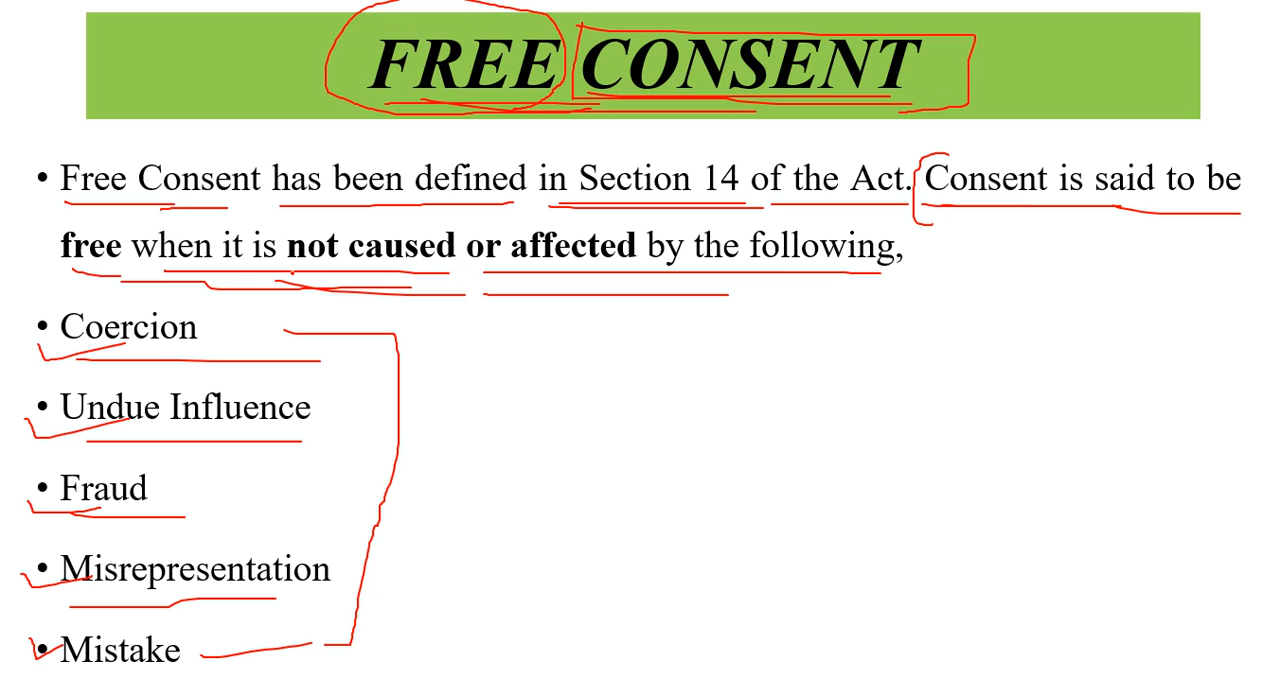 FREE CONSENT
• Free Consent has been defined in Section 14 of the Act. Consent is said to be
free when it is not caused or affected by the following,
• Coercion
• Undue Influence
• Fraud
• Misrepresentation
• Mistake